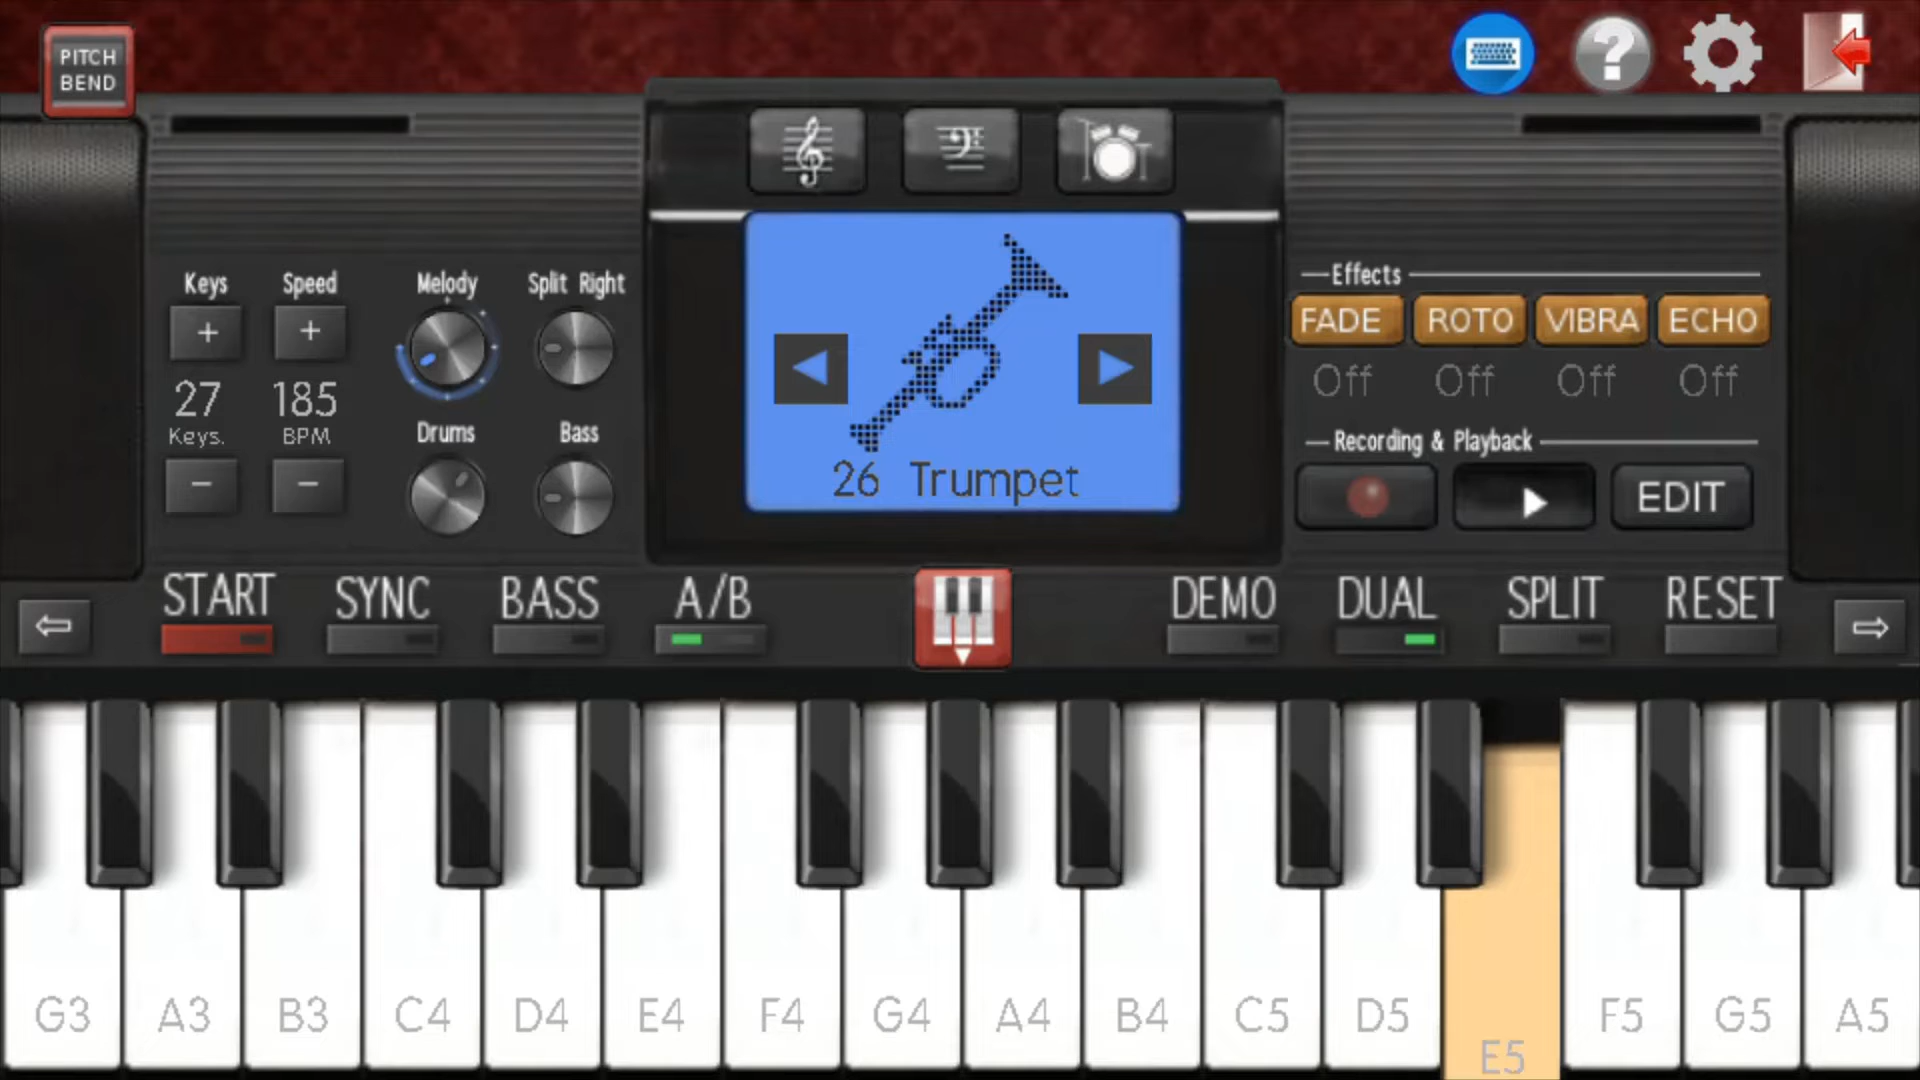 PITCH
BEND
?
Keys
Speed
Melody
Split Right
+
+
27
185
Keys.
BPM
Drums
Bass
−
−
26 Trumpet
Effects
FADE
ROTO
VIBRA
ECHO
Off
Off
Off
Off
Recording & Playback
EDIT
START
SYNC
BASS
A/B
DEMO
DUAL
SPLIT
RESET
G3
A3
B3
C4
D4
E4
F4
G4
A4
B4
C5
D5
E5
F5
G5
A5